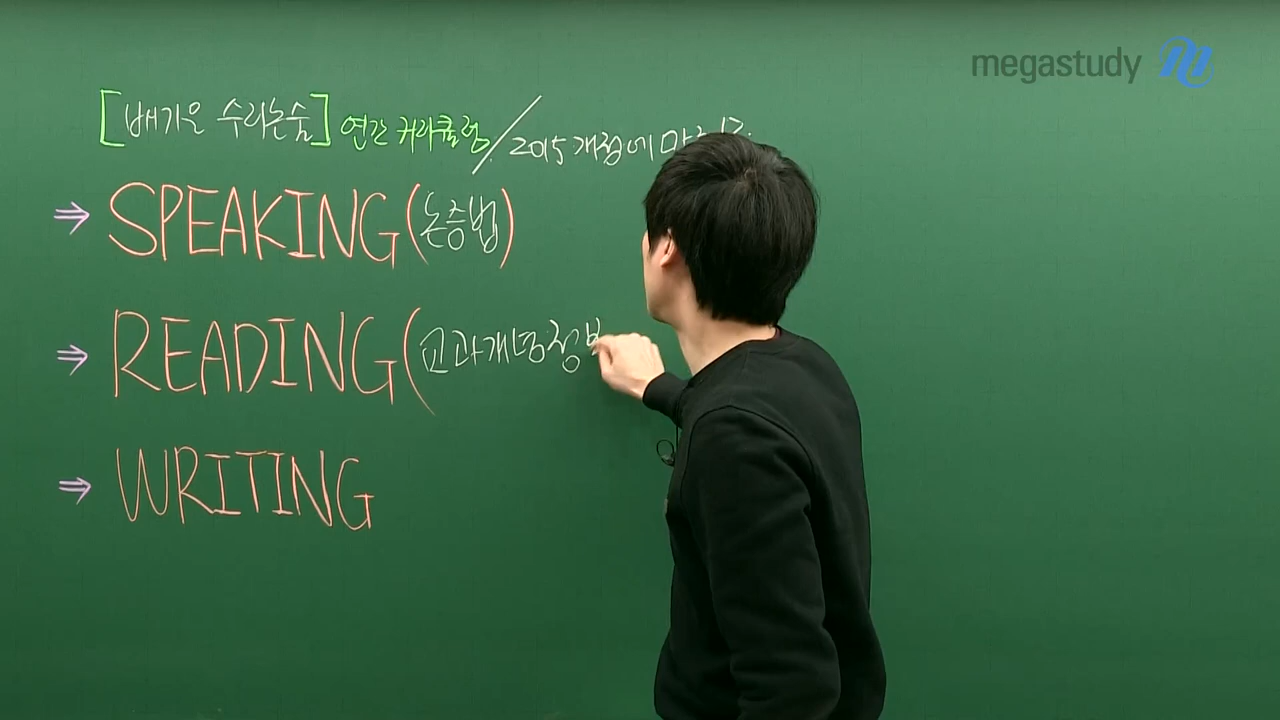 megastudy
[배기은 수리논술] 연간 커리큘럼 / 2015 개정에
⇒ SPEAKING (논증법)
⇒ READING (교과개념정
⇒ WRITING